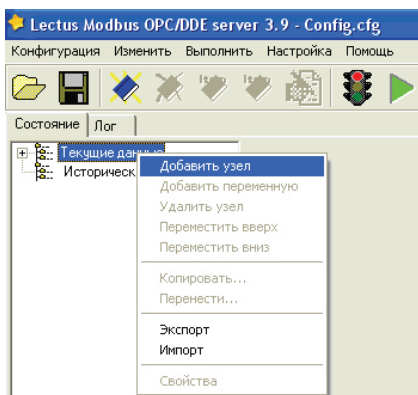 Lectus Modbus OPC/DDE server 3.9 - Config.cfg
Конфигурация Изменить Выполнить Настройка Помощь
Состояние Лог
Текущие данные
Историческ
Добавить узел
Добавить переменную
Удалить узел
Переместить вверх
Переместить вниз
Копировать...
Перенести...
Экспорт
Импорт
Свойства